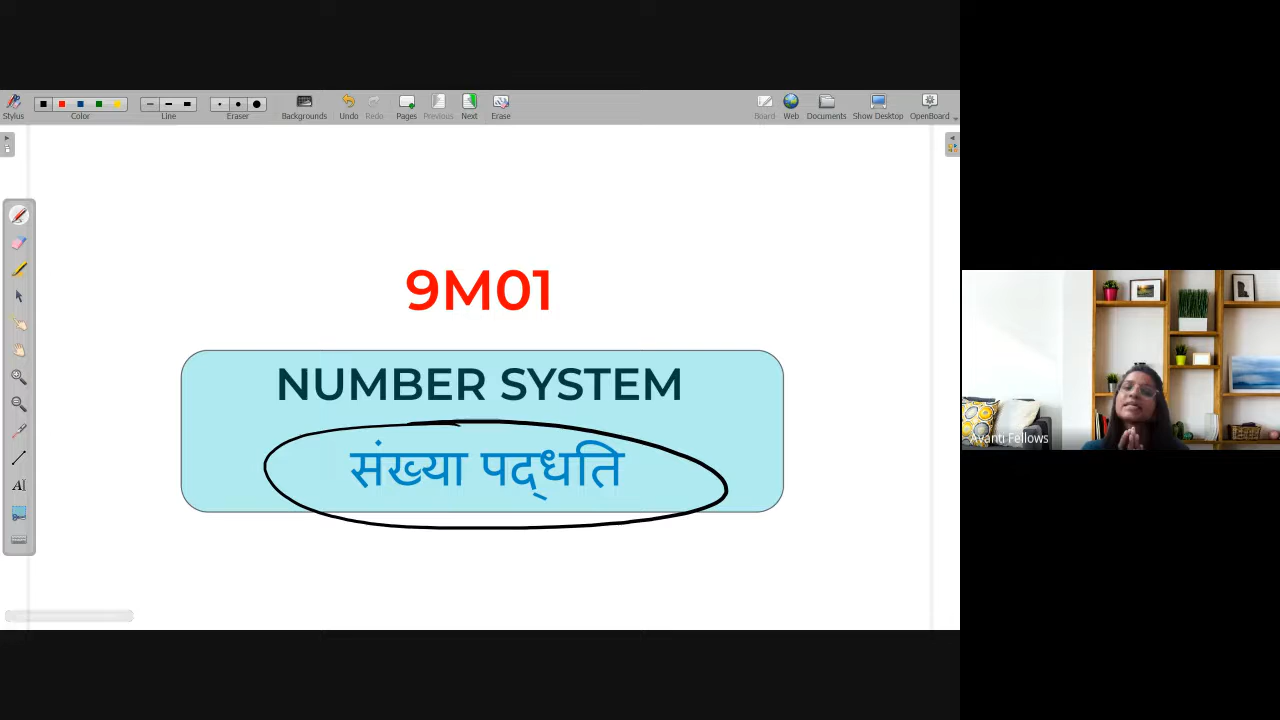 Stylus Color Line Eraser Backgrounds Undo Redo Pages Previous Next Erase Board Web Documents Show Desktop OpenBoard
9M01
NUMBER SYSTEM
संख्या पद्धति
Avanti Fellows